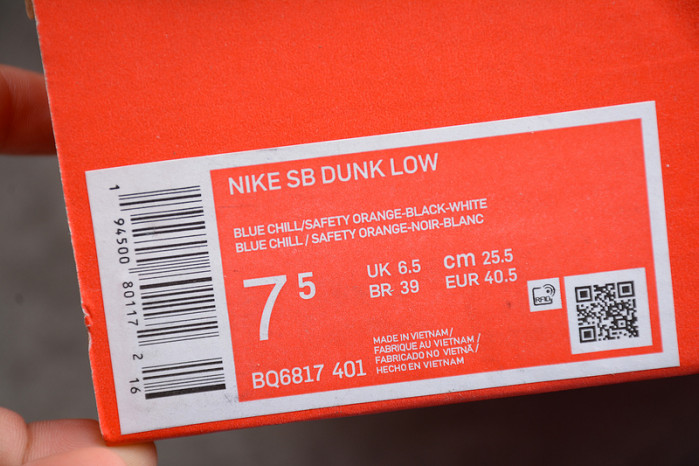 NIKE SB DUNK LOW
BLUE CHILL/SAFETY ORANGE-BLACK-WHITE
BLUE CHILL / SAFETY ORANGE-NOIR-BLANC
7 5
UK 6.5 cm 25.5
BR 39 EUR 40.5
RFID
MADE IN VIETNAM/
FABRIQUE AU VIETNAM /
FABRICADO NO VIETNÃ /
HECHO EN VIETNAM
BQ6817 401
1 94500 80117 2 16